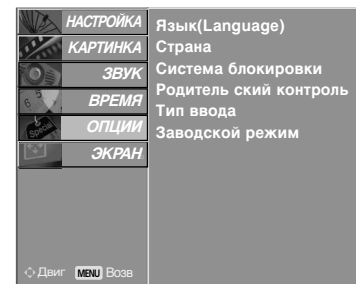 НАСТРОЙКА
КАРТИНКА
ЗВУК
ВРЕМЯ
Special
ОПЦИИ
ЭКРАН
Язык(Language)
Страна
Система блокировки
Родитель ский контроль
Тип ввода
Заводской режим
Двиг MENU Возв